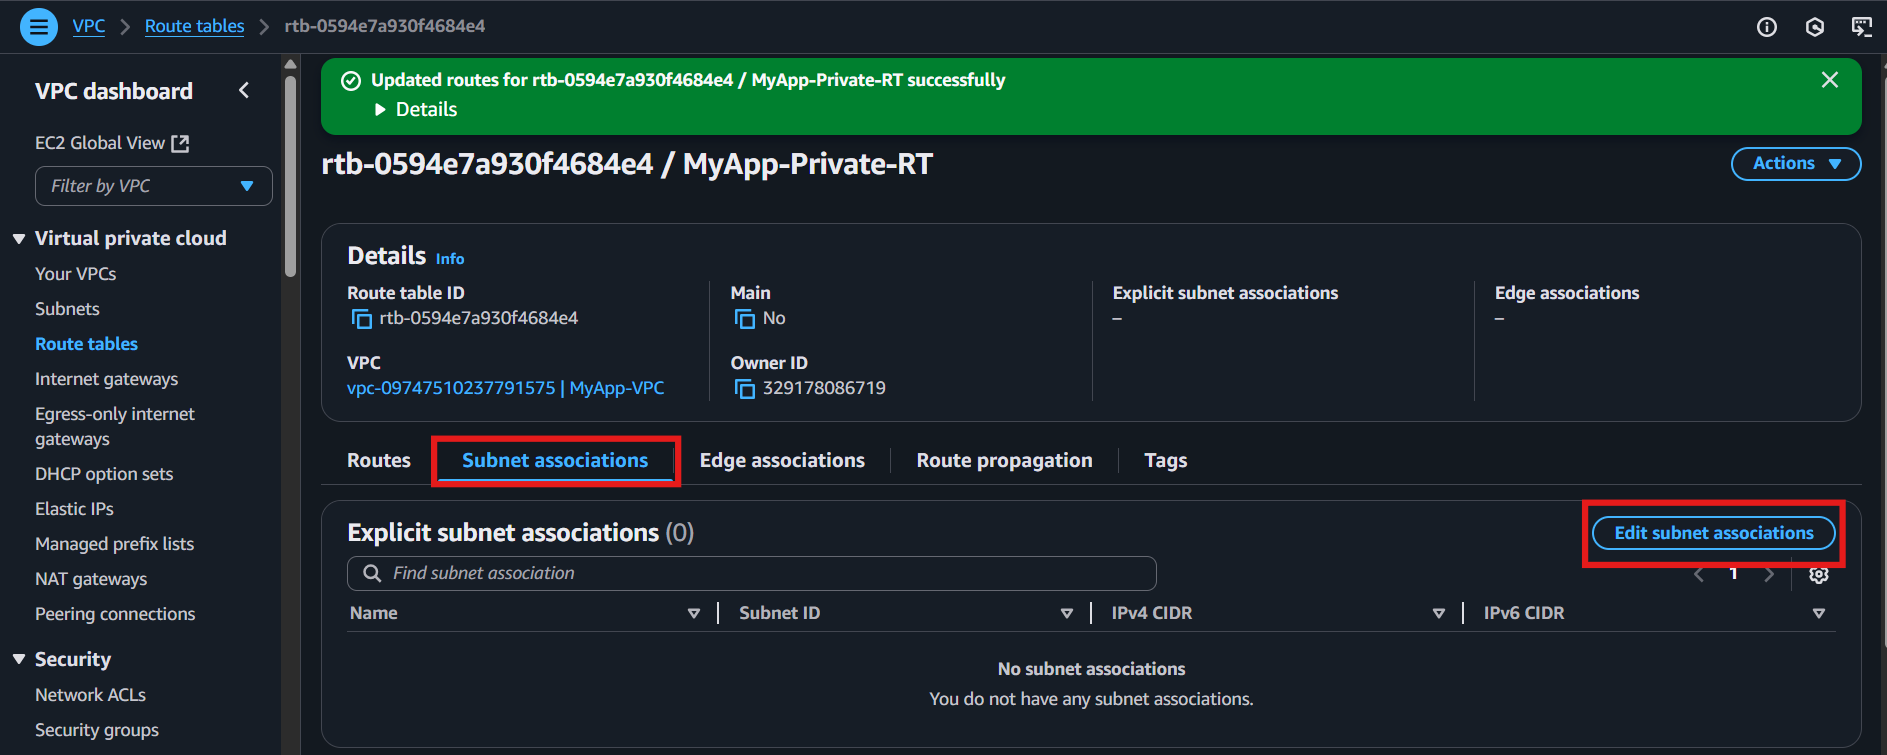 VPC > Route tables > rtb-0594e7a930f4684e4
VPC dashboard
EC2 Global View
Filter by VPC
Virtual private cloud
Your VPCs
Subnets
Route tables
Internet gateways
Egress-only internet
gateways
DHCP option sets
Elastic IPs
Managed prefix lists
NAT gateways
Peering connections
Security
Network ACLs
Security groups
Updated routes for rtb-0594e7a930f4684e4 / MyApp-Private-RT successfully
Details
rtb-0594e7a930f4684e4 / MyApp-Private-RT
Actions
Details Info
Route table ID
rtb-0594e7a930f4684e4
Main
No
Explicit subnet associations
–
Edge associations
–
VPC
vpc-09747510237791575 | MyApp-VPC
Owner ID
329178086719
Routes Subnet associations Edge associations Route propagation Tags
Explicit subnet associations (0)
Edit subnet associations
Find subnet association
1
Name Subnet ID IPv4 CIDR IPv6 CIDR
No subnet associations
You do not have any subnet associations.